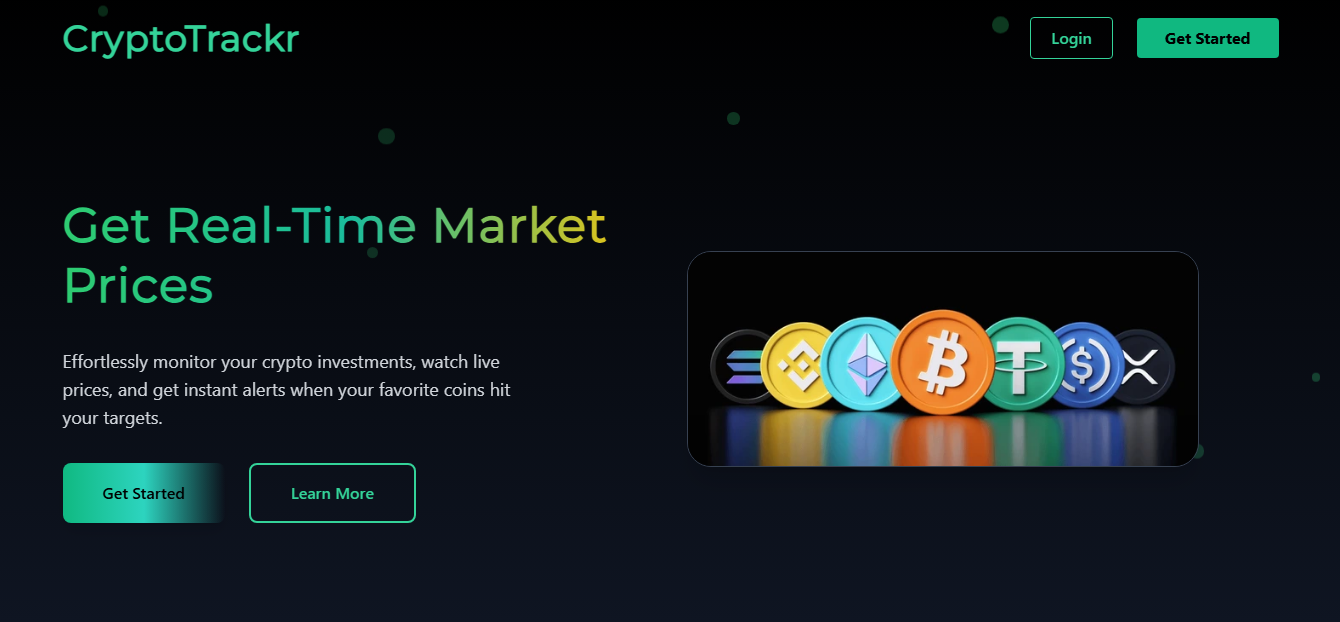 CryptoTrackr
Login
Get Started
Get Real-Time Market
Prices
Effortlessly monitor your crypto investments, watch live
prices, and get instant alerts when your favorite coins hit
your targets.
Get Started
Learn More